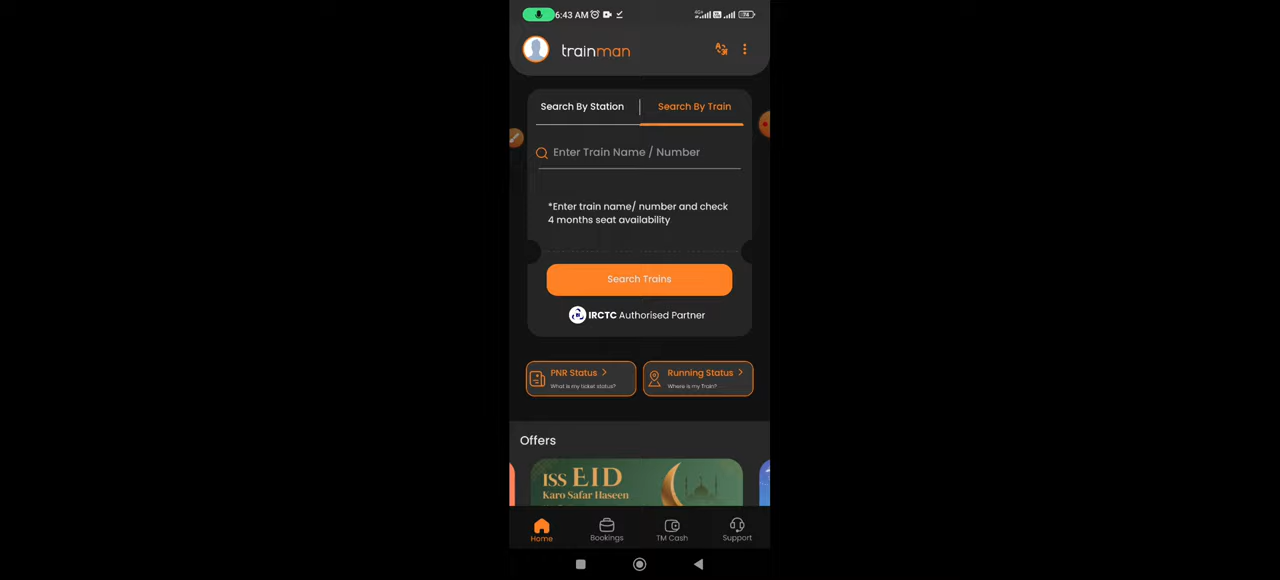 6:43 AM
4G+
74
trainman
Search By Station
Search By Train
Enter Train Name / Number
*Enter train name/ number and check
4 months seat availability
Search Trains
IRCTC Authorised Partner
PNR Status
What is my ticket status?
Running Status
Where is my Train?
Offers
ISS EID
Karo Safar Haseen
Home
Bookings
TM Cash
Support